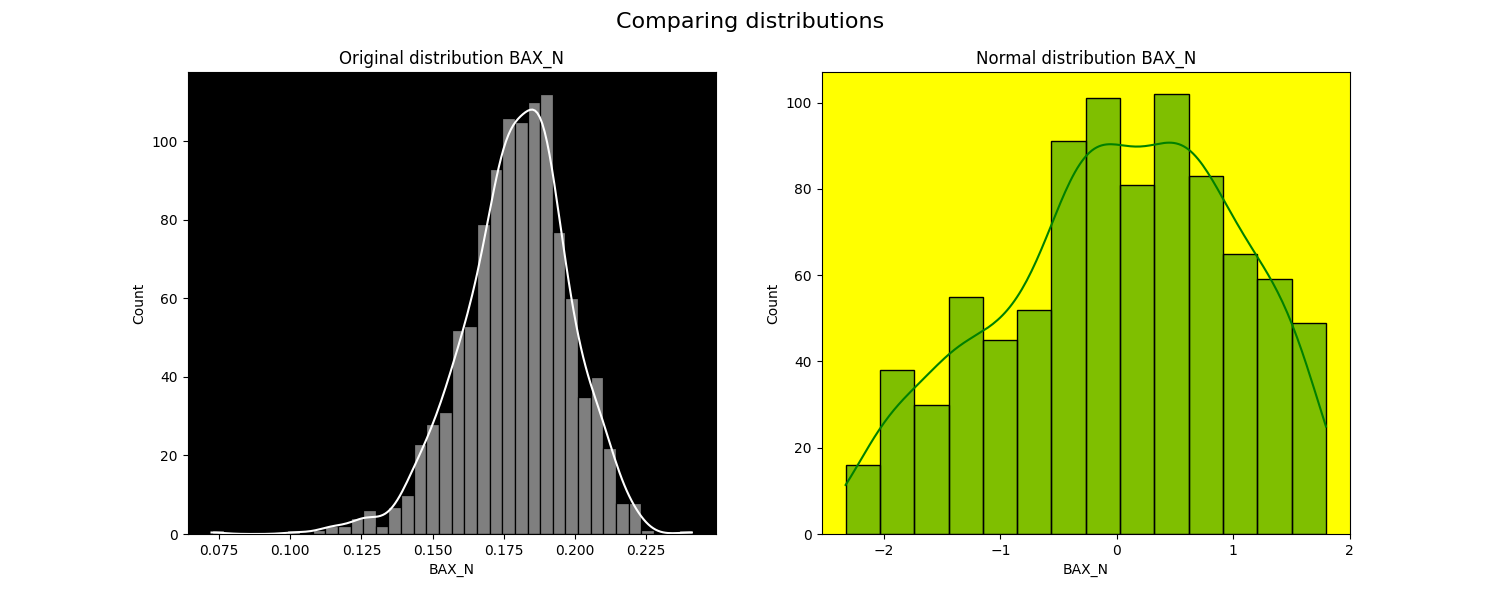 Comparing distributions
Original distribution BAX_N
Count
0
20
40
60
80
100
0.075 0.100 0.125 0.150 0.175 0.200 0.225
BAX_N
Normal distribution BAX_N
Count
0
20
40
60
80
100
−2 −1 0 1 2
BAX_N